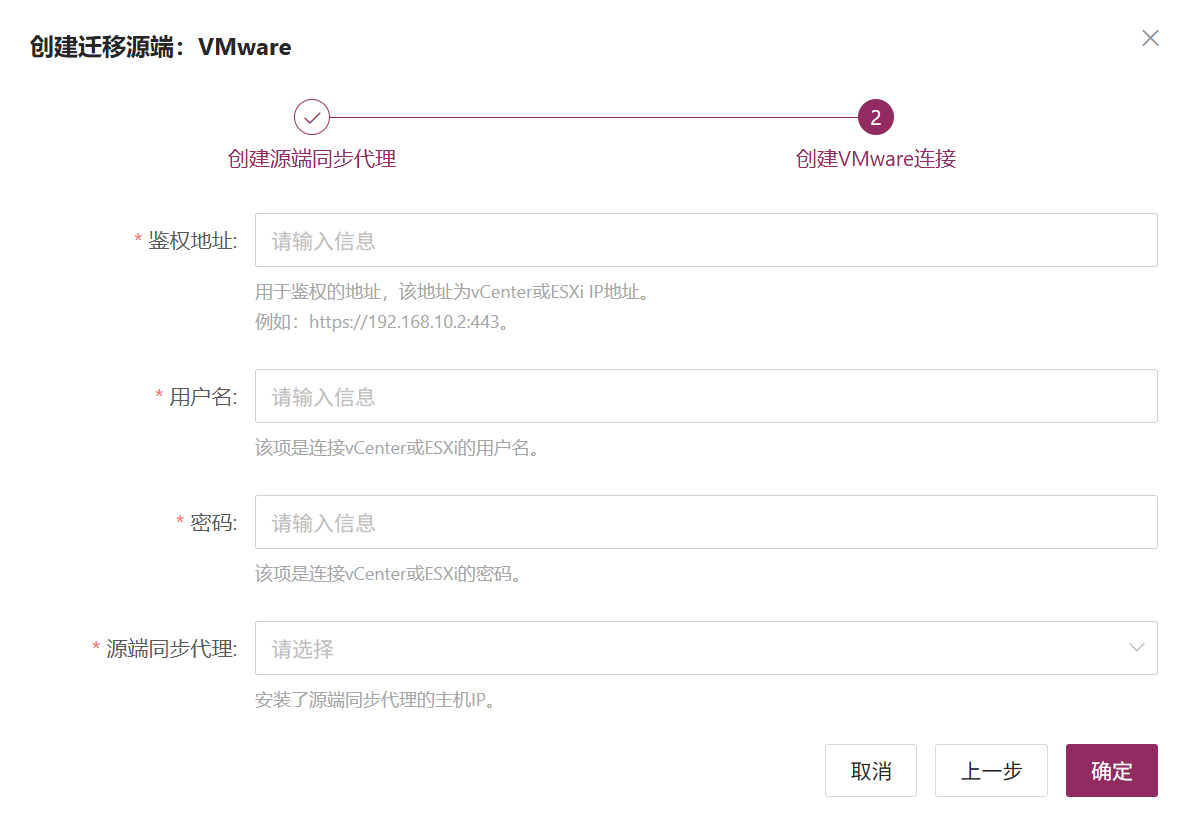 创建迁移源端：VMware
2
创建源端同步代理
创建VMware连接
* 鉴权地址:
请输入信息
用于鉴权的地址，该地址为vCenter或ESXi IP地址。
例如：https://192.168.10.2:443。
* 用户名:
请输入信息
该项是连接vCenter或ESXi的用户名。
* 密码:
请输入信息
该项是连接vCenter或ESXi的密码。
* 源端同步代理:
请选择
安装了源端同步代理的主机IP。
取消
上一步
确定